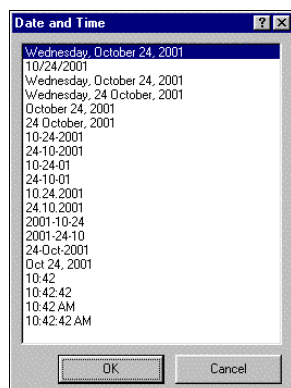 Date and Time
Wednesday, October 24, 2001
10/24/2001
Wednesday, October 24, 2001
Wednesday, 24 October, 2001
October 24, 2001
24 October, 2001
10-24-2001
24-10-2001
10-24-01
24-10-01
10.24.2001
24.10.2001
2001-10-24
2001-24-10
24-Oct-2001
Oct 24, 2001
10:42
10:42:42
10:42 AM
10:42:42 AM
OK Cancel